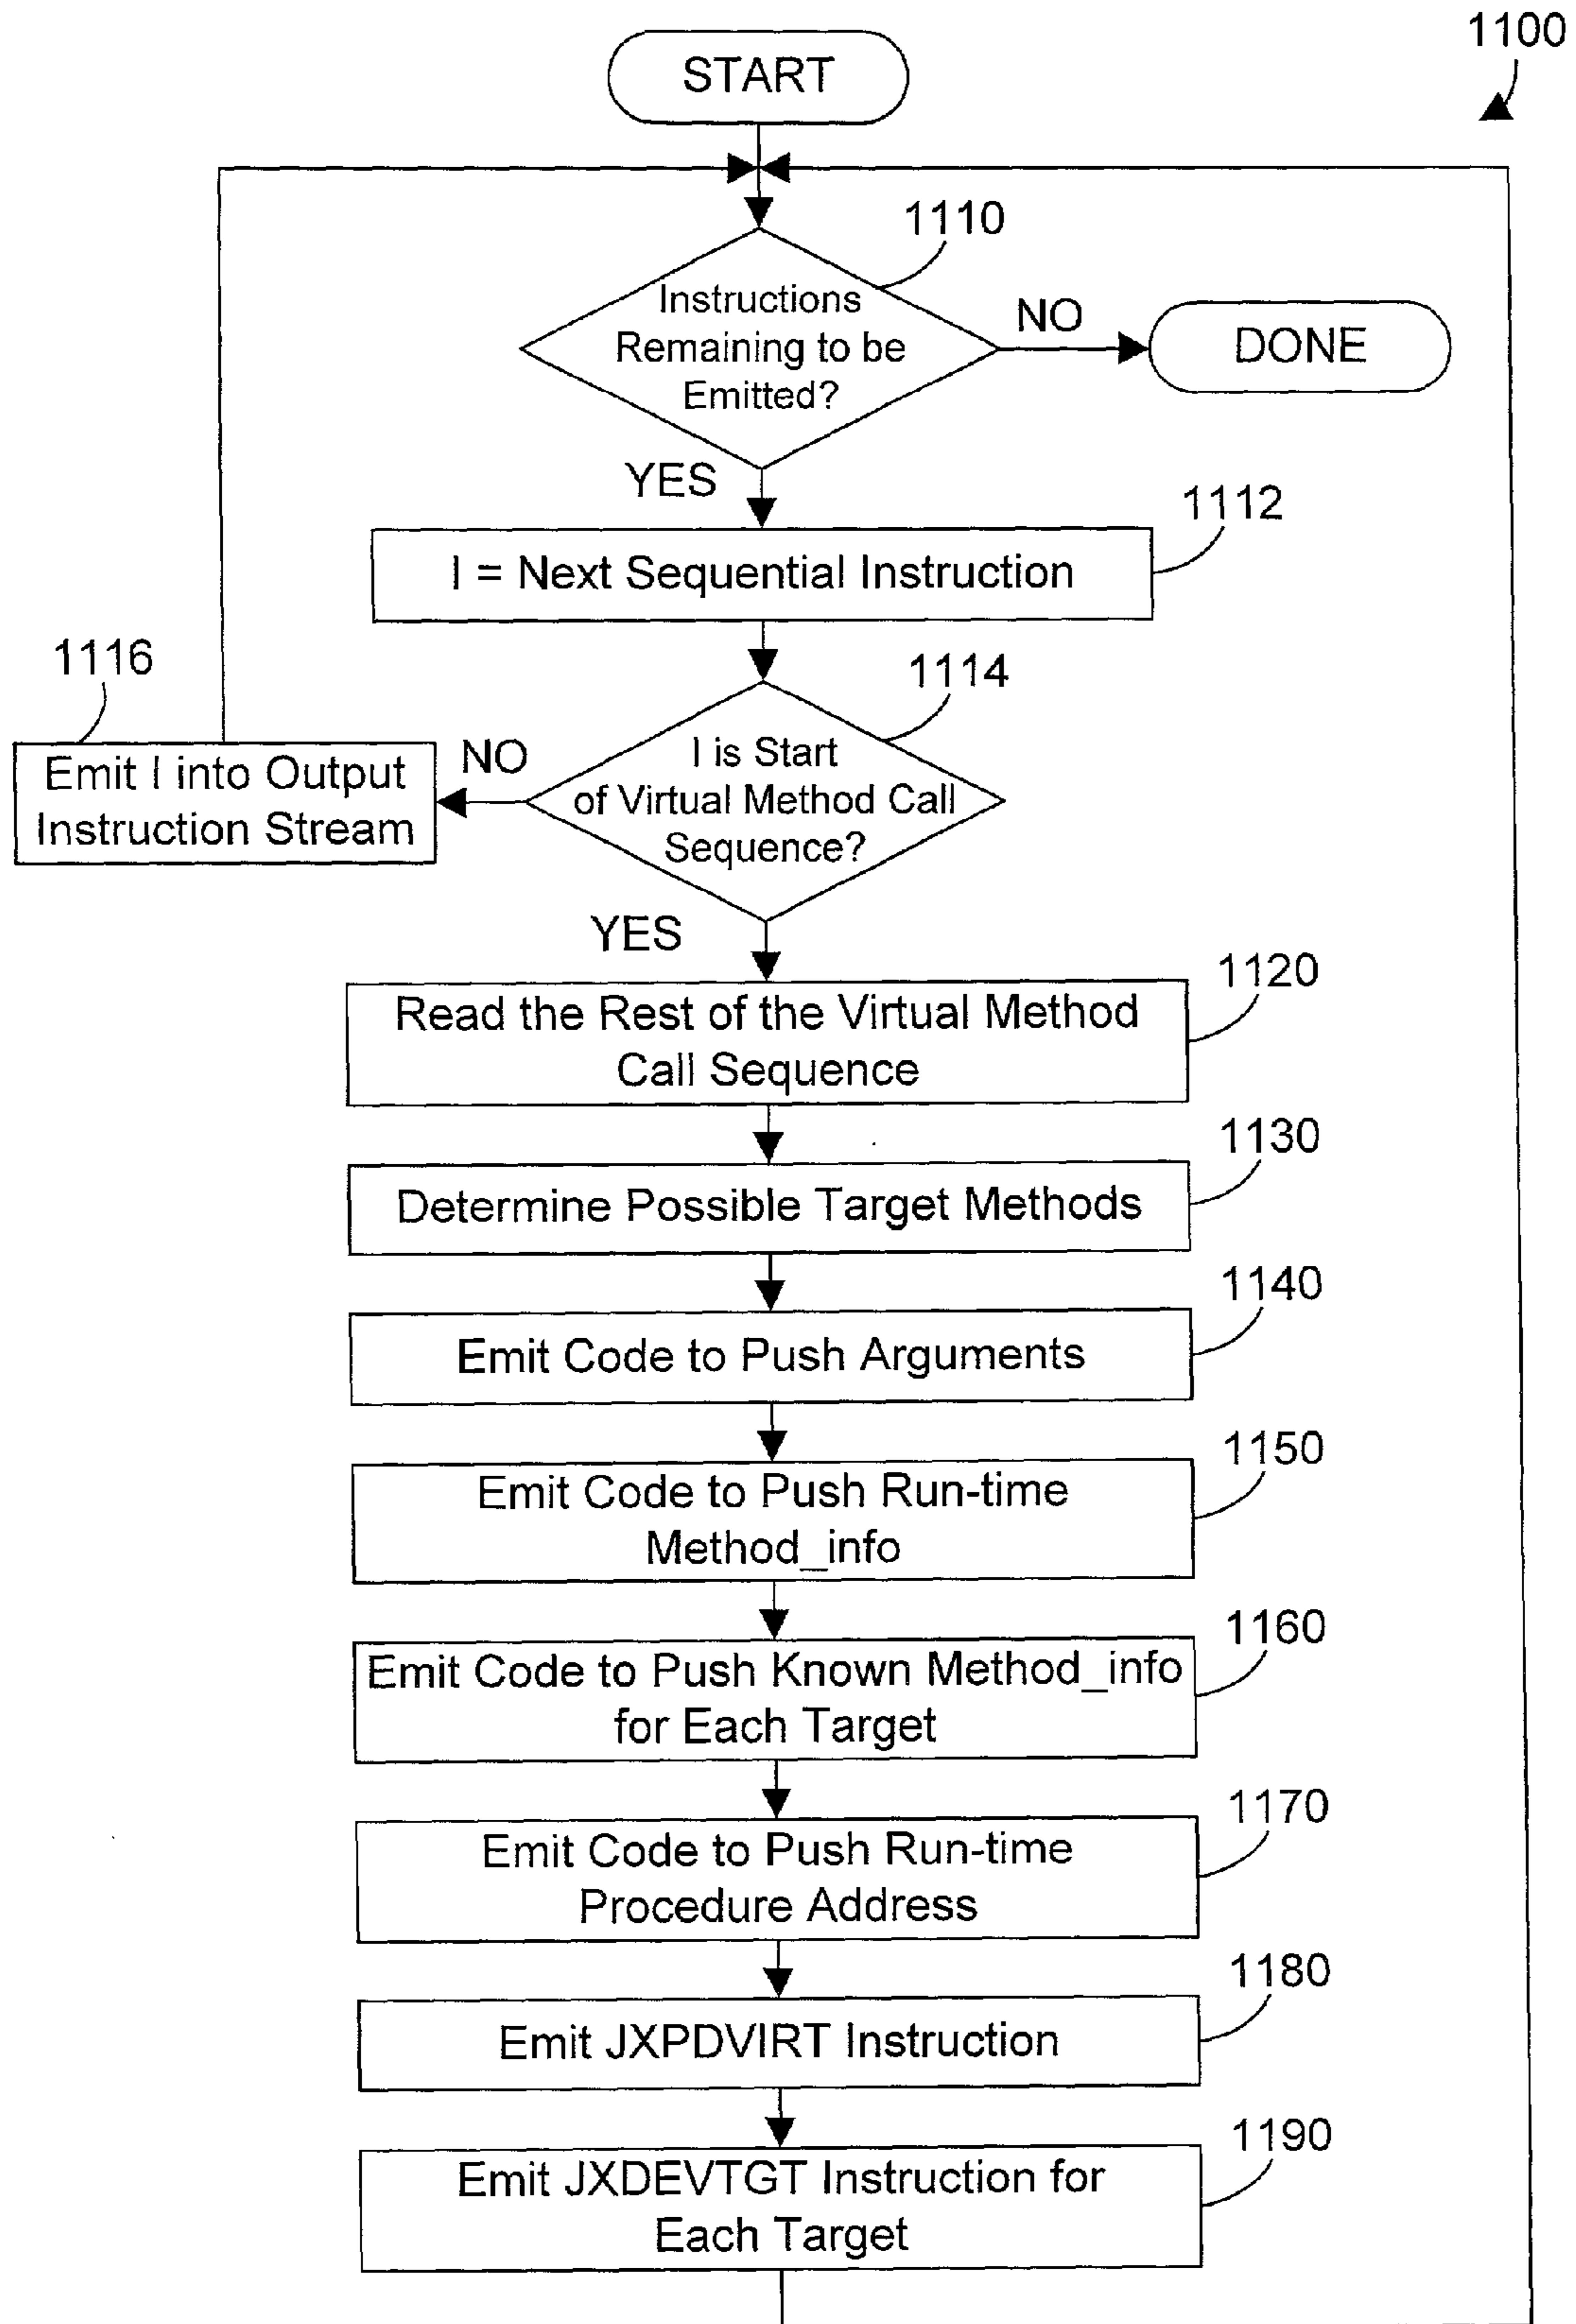 1100
START
1110
Instructions
Remaining to be
Emitted?
NO
DONE
YES
1112
I = Next Sequential Instruction
1116
1114
Emit I into Output
Instruction Stream
NO
I is Start
of Virtual Method Call
Sequence?
YES
1120
Read the Rest of the Virtual Method
Call Sequence
1130
Determine Possible Target Methods
1140
Emit Code to Push Arguments
1150
Emit Code to Push Run-time
Method_info
1160
Emit Code to Push Known Method_info
for Each Target
1170
Emit Code to Push Run-time
Procedure Address
1180
Emit JXPDVIRT Instruction
1190
Emit JXDEVTGT Instruction for
Each Target